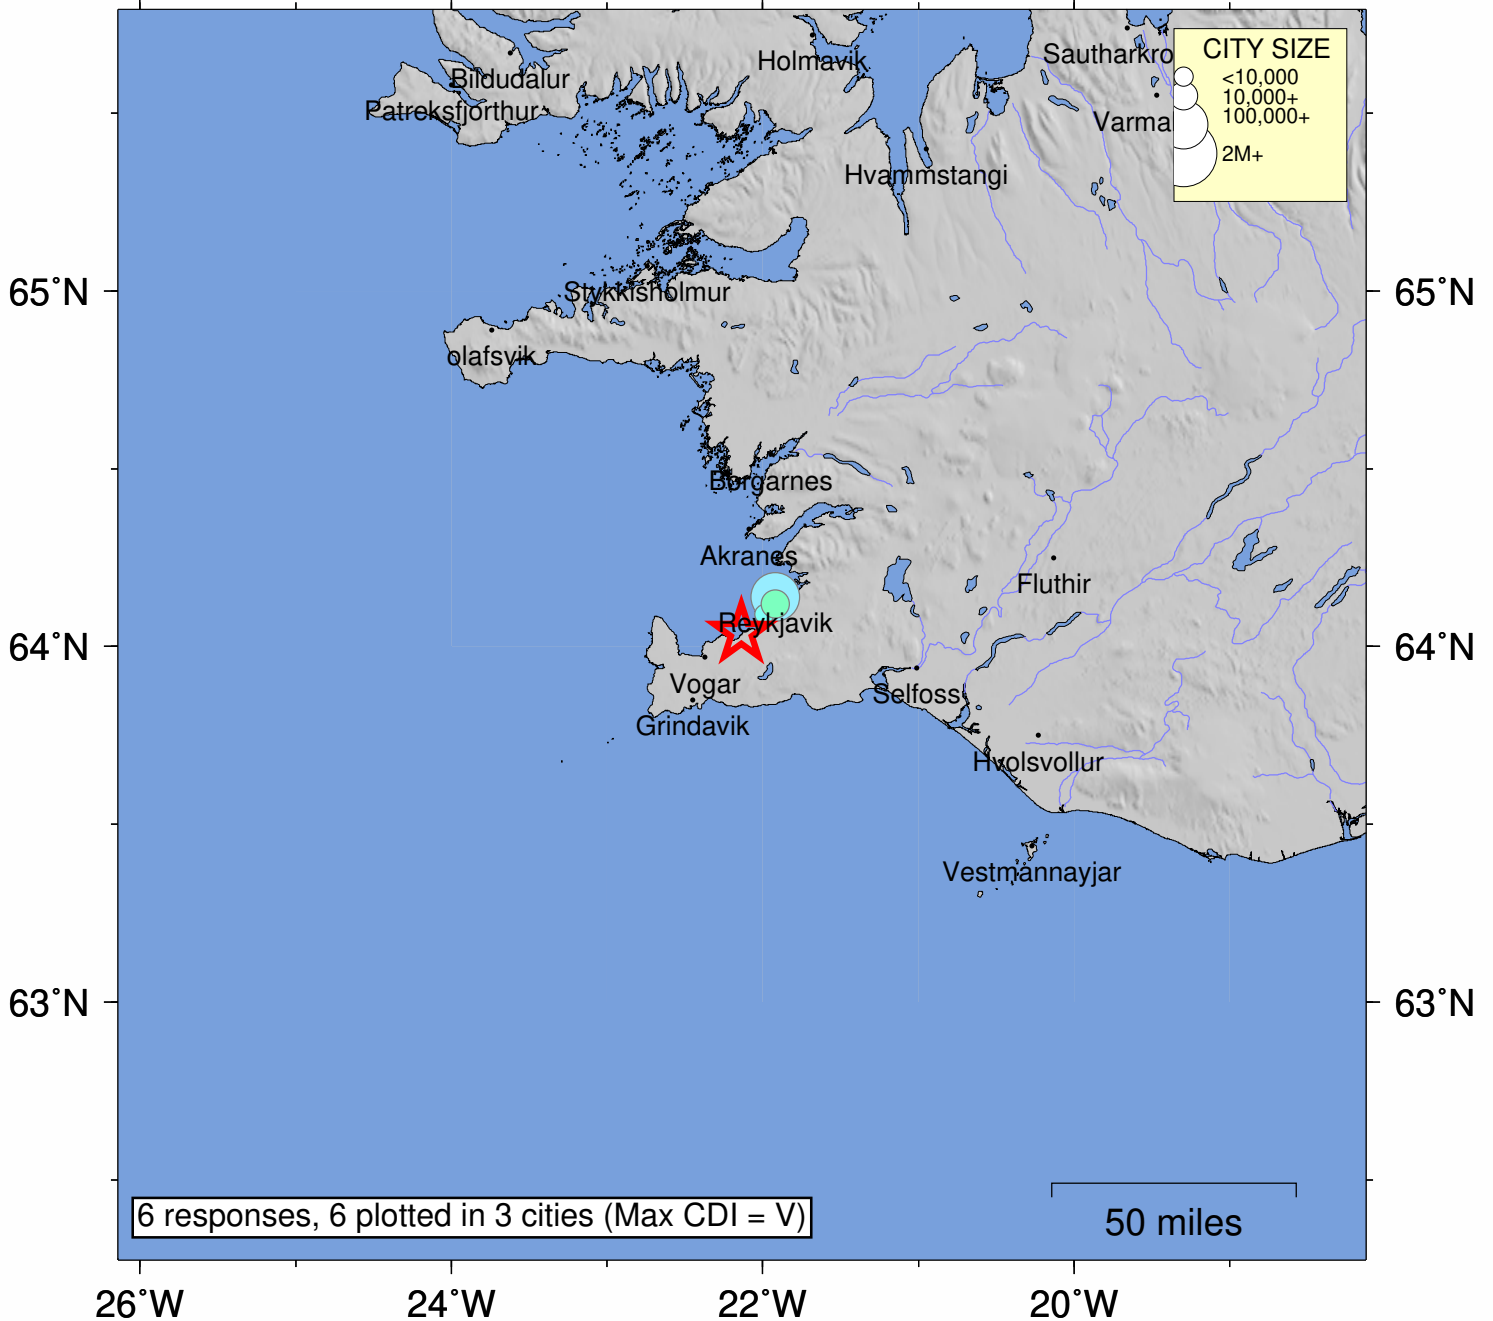 Holmavik
Sautharkro
Bildudalur
Patreksfjorthur
Varma
Hvammstangi
CITY SIZE
<10,000
10,000+
100,000+
2M+
65°N
65°N
Stykkisholmur
olafsvik
Borgarnes
Akranes
Fluthir
Reykjavik
64°N
64°N
Vogar
Selfoss
Grindavik
Hvolsvollur
Vestmannayjar
63°N
63°N
6 responses, 6 plotted in 3 cities (Max CDI = V)
50 miles
26°W
24°W
22°W
20°W